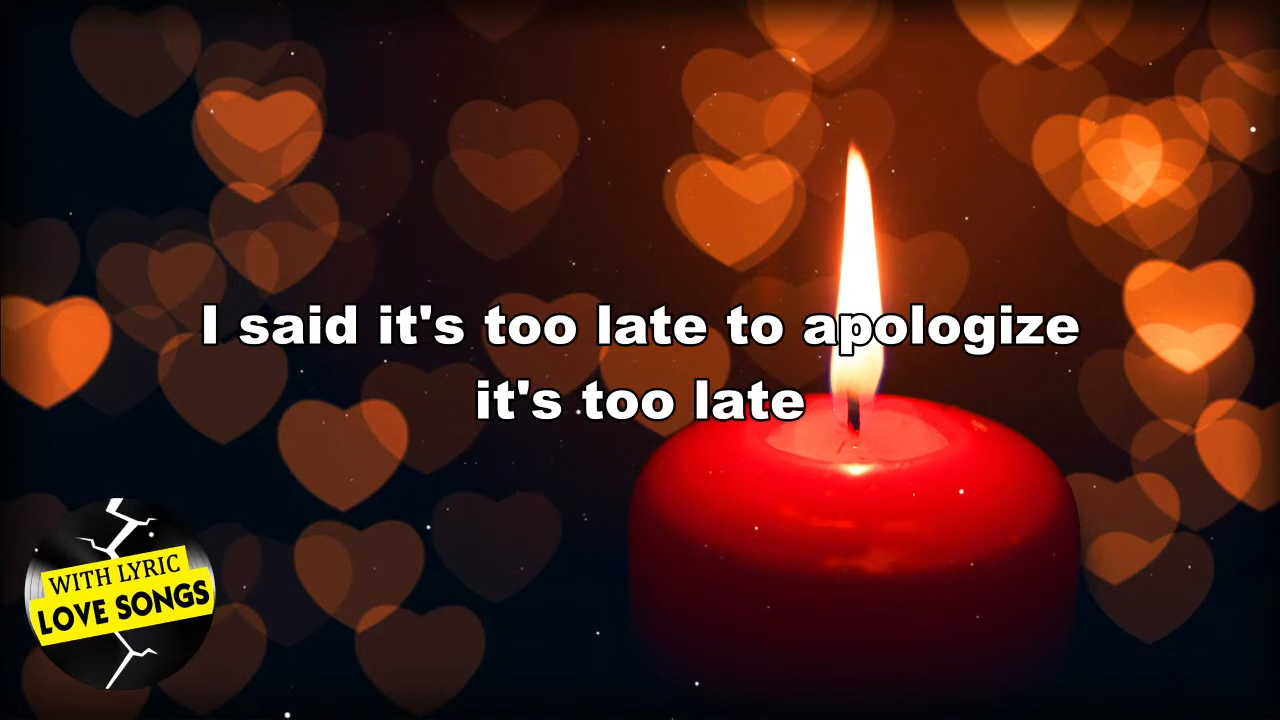 I said it's too late to apologize
it's too late
WITH LYRIC
LOVE SONGS